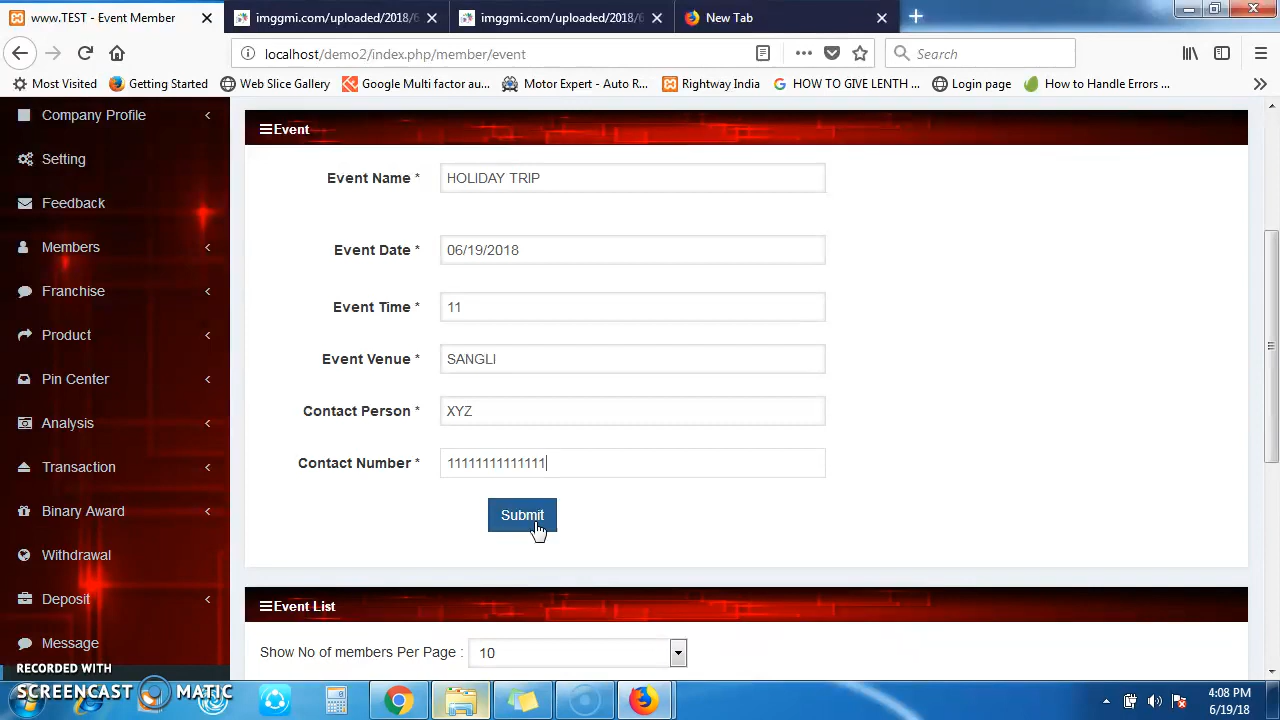 www.TEST - Event Member
imggmi.com/uploaded/2018/6
imggmi.com/uploaded/2018/6
New Tab
localhost/demo2/index.php/member/event
Search
Most Visited
Getting Started
Web Slice Gallery
Google Multi factor au...
Motor Expert - Auto R...
Rightway India
HOW TO GIVE LENTH ...
Login page
How to Handle Errors ...
Company Profile
Setting
Feedback
Members
Franchise
Product
Pin Center
Analysis
Transaction
Binary Award
Withdrawal
Deposit
Message
Event
Event Name * HOLIDAY TRIP
Event Date * 06/19/2018
Event Time * 11
Event Venue * SANGLI
Contact Person * XYZ
Contact Number * 11111111111111
Submit
Event List
Show No of members Per Page : 10
RECORDED WITH
SCREENCAST MATIC
4:08 PM
6/19/18